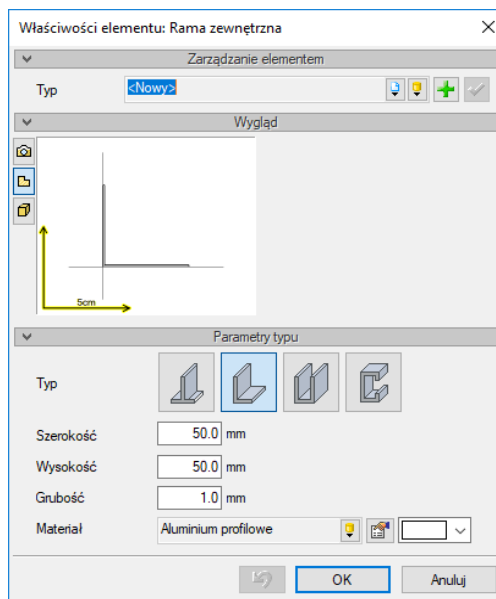 Właściwości elementu: Rama zewnętrzna
Zarządzanie elementem
Typ <Nowy>
Wygląd
5cm
Parametry typu
Typ
Szerokość 50.0 mm
Wysokość 50.0 mm
Grubość 1.0 mm
Materiał Aluminium profilowe
OK Anuluj